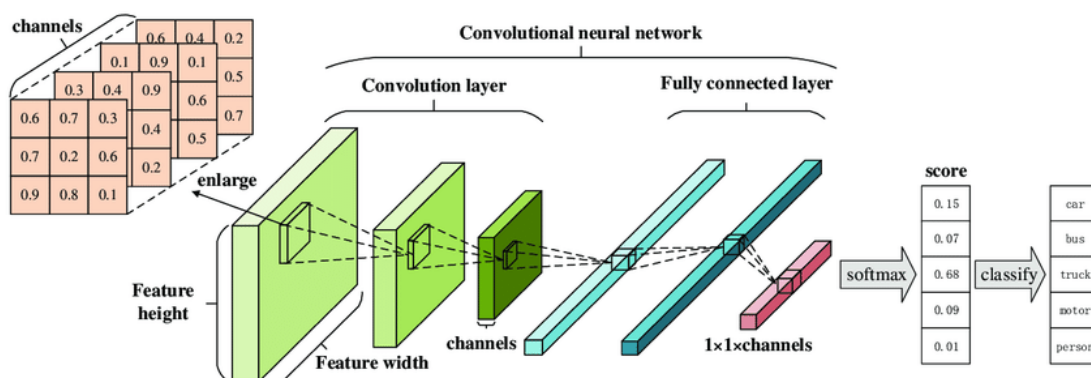 channels
0.6 0.4 0.2
0.1 0.9 0.1
0.5
0.3 0.4 0.9
0.6
0.7
0.6 0.7 0.3
0.4
0.5
0.7 0.2 0.6
0.2
0.9 0.8 0.1
enlarge
Convolutional neural network
Convolution layer
Fully connected layer
Feature
height
Feature width
channels
1×1×channels
softmax
score
0.15
0.07
0.68
0.09
0.01
classify
car
bus
truck
motor
person